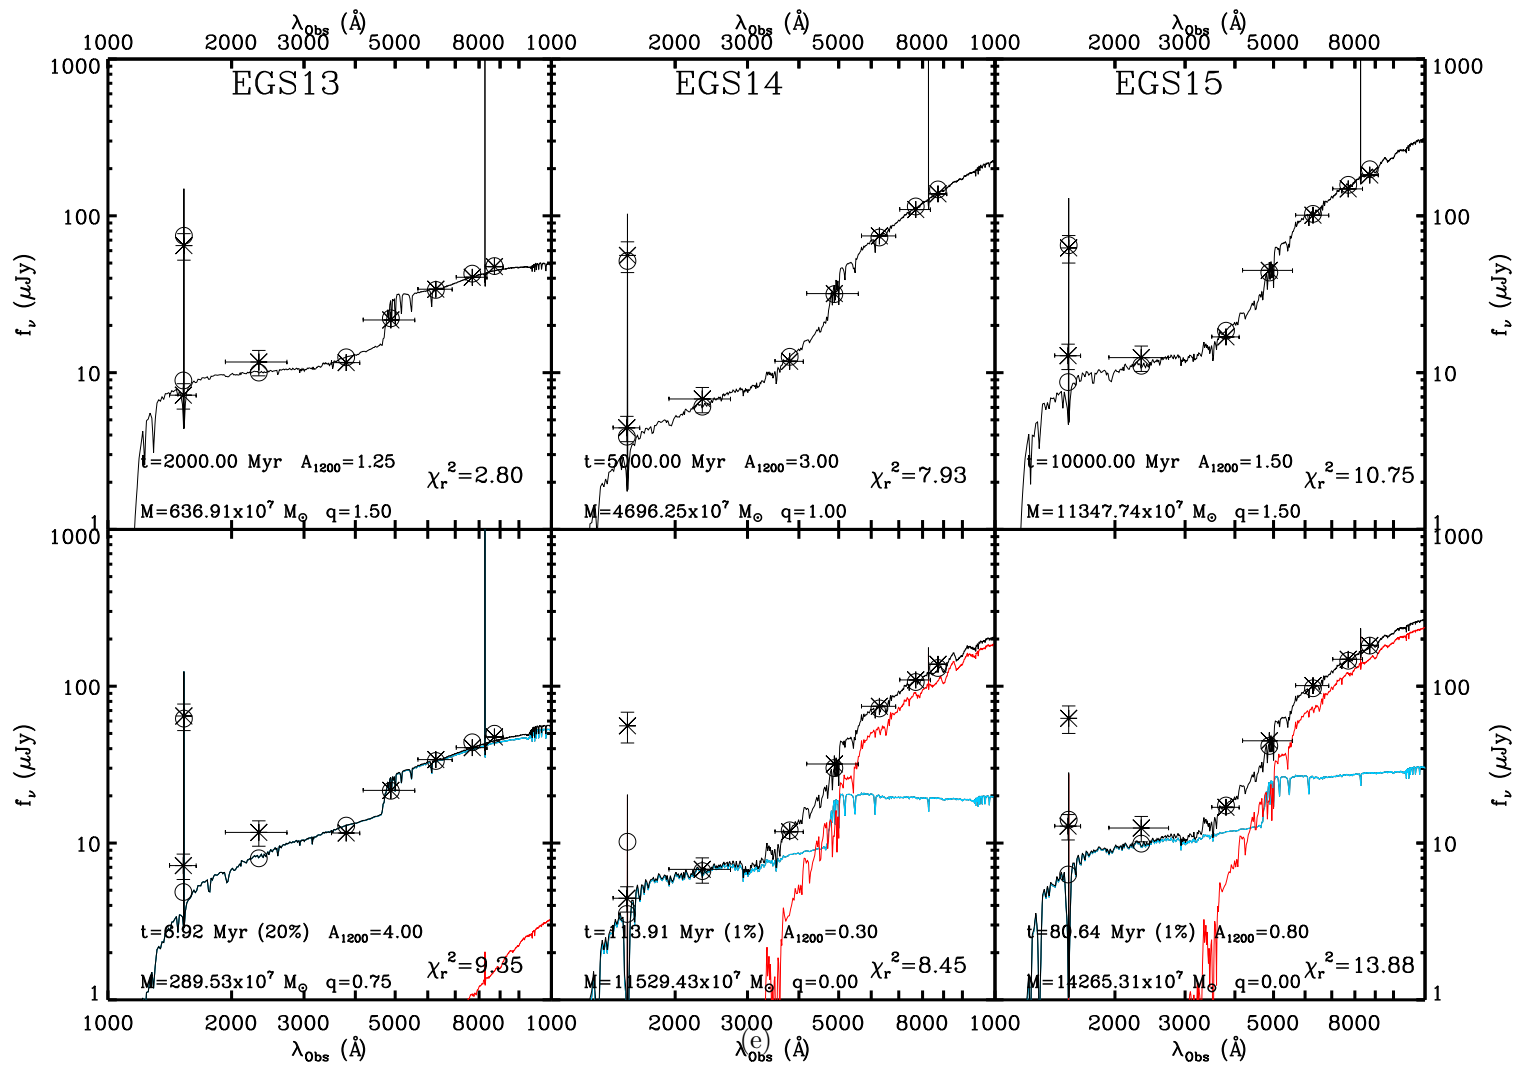 λObs (Å) λObs (Å) λObs (Å)
1000 2000 3000 5000 8000 1000 2000 3000 5000 8000 1000 2000 3000 5000 8000
1000 EGS13 EGS14 EGS15 1000
100 100
fν (μJy) fν (μJy)
10 10
t=2000.00 Myr A1200=1.25 t=5000.00 Myr A1200=3.00 t=10000.00 Myr A1200=1.50
χr²=2.80 χr²=7.93 χr²=10.75
M=636.91x10⁷ M⊙ q=1.50 M=4696.25x10⁷ M⊙ q=1.00 M=11347.74x10⁷ M⊙ q=1.50
1 1
1000 1000
100 100
fν (μJy) fν (μJy)
10 10
t=6.92 Myr (20%) A1200=4.00 t=113.91 Myr (1%) A1200=0.30 t=80.64 Myr (1%) A1200=0.80
χr²=9.35 χr²=8.45 χr²=13.88
M=289.53x10⁷ M⊙ q=0.75 M=11529.43x10⁷ M⊙ q=0.00 M=14265.31x10⁷ M⊙ q=0.00
1 1
1000 2000 3000 5000 8000 1000 2000 3000 5000 8000 1000 2000 3000 5000 8000
λObs (Å) λObs (Å) λObs (Å)
(e)